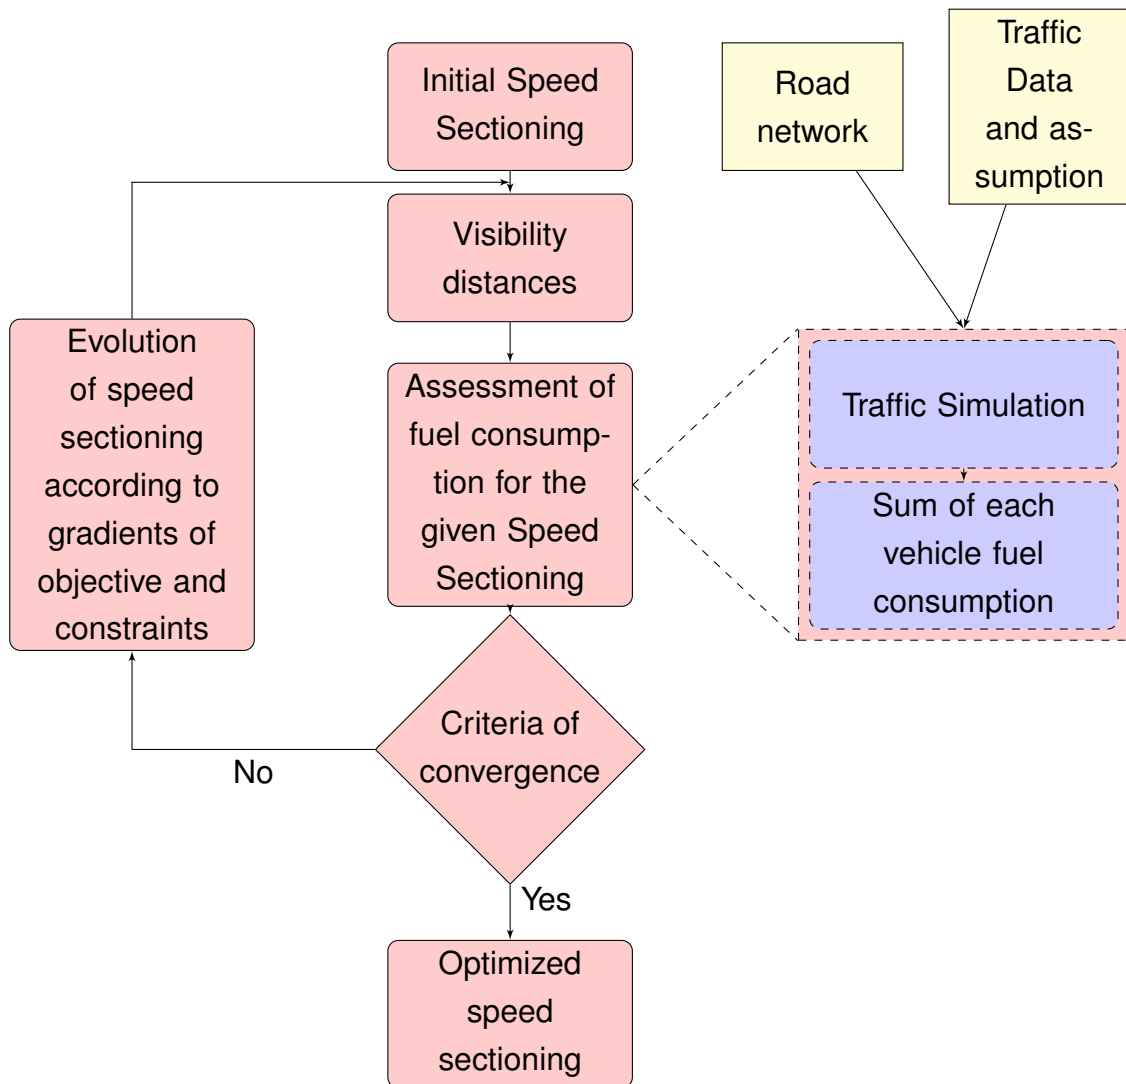 Initial Speed
Sectioning
Visibility
distances
Assessment of
fuel consump-
tion for the
given Speed
Sectioning
Criteria of
convergence
No
Yes
Evolution
of speed
sectioning
according to
gradients of
objective and
constraints
Optimized
speed
sectioning
Road
network
Traffic
Data
and as-
sumption
Traffic Simulation
Sum of each
vehicle fuel
consumption